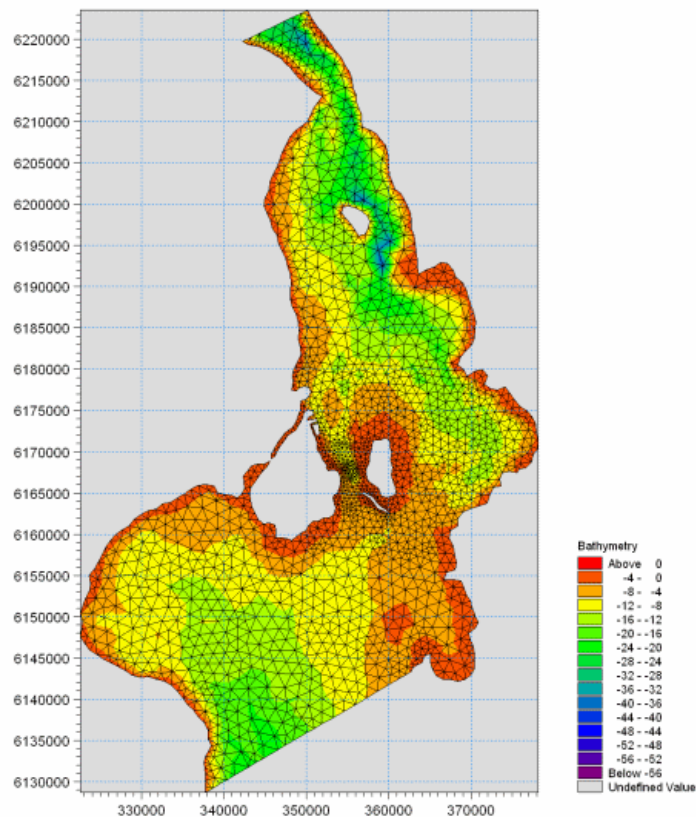 6220000
6215000
6210000
6205000
6200000
6195000
6190000
6185000
6180000
6175000
6170000
6165000
6160000
6155000
6150000
6145000
6140000
6135000
6130000
330000 340000 350000 360000 370000
Bathymetry
Above 0
-4 - 0
-8 - -4
-12 - -8
-16 - -12
-20 - -16
-24 - -20
-28 - -24
-32 - -28
-36 - -32
-40 - -36
-44 - -40
-48 - -44
-52 - -48
-56 - -52
Below -56
Undefined Value